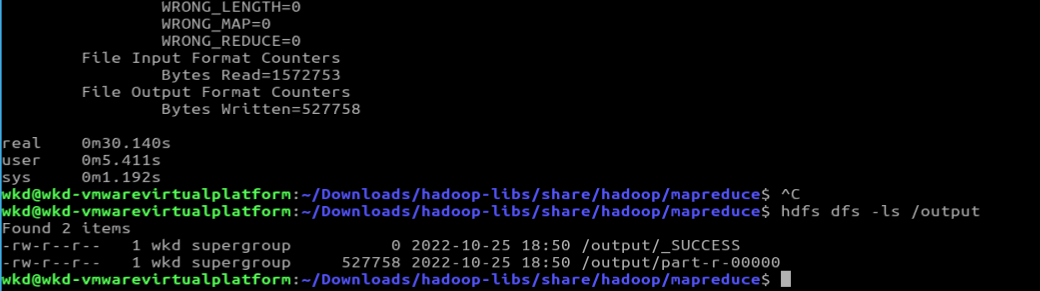 WRONG_LENGTH=0
WRONG_MAP=0
WRONG_REDUCE=0
File Input Format Counters
Bytes Read=1572753
File Output Format Counters
Bytes Written=527758
real 0m30.140s
user 0m5.411s
sys 0m1.192s
wkd@wkd-vmwarevirtualplatform:~/Downloads/hadoop-libs/share/hadoop/mapreduce$ ^C
wkd@wkd-vmwarevirtualplatform:~/Downloads/hadoop-libs/share/hadoop/mapreduce$ hdfs dfs -ls /output
Found 2 items
-rw-r--r-- 1 wkd supergroup 0 2022-10-25 18:50 /output/_SUCCESS
-rw-r--r-- 1 wkd supergroup 527758 2022-10-25 18:50 /output/part-r-00000
wkd@wkd-vmwarevirtualplatform:~/Downloads/hadoop-libs/share/hadoop/mapreduce$